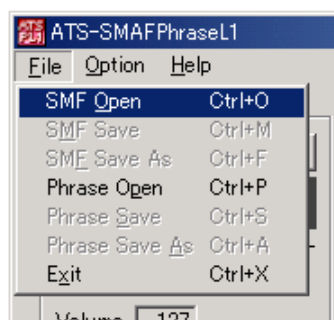 ATS-SMAFPhraseL1
File Option Help
SMF Open Ctrl+O
SMF Save Ctrl+M
SMF Save As Ctrl+F
Phrase Open Ctrl+P
Phrase Save Ctrl+S
Phrase Save As Ctrl+A
Exit Ctrl+X
Volume 127